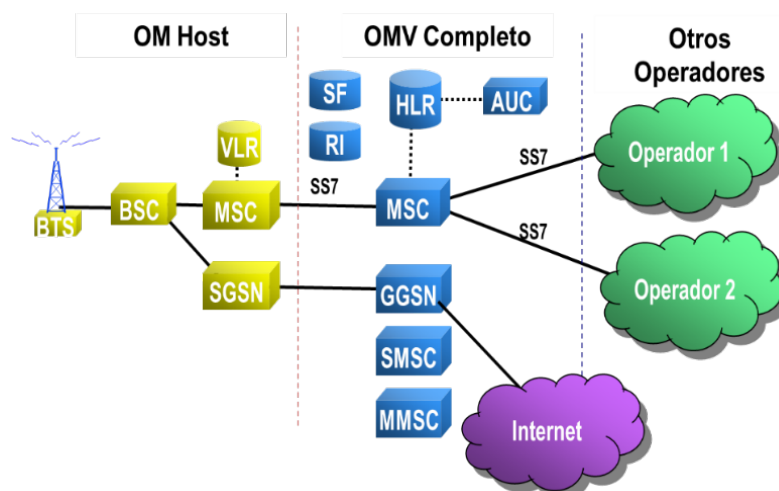 OM Host
OMV Completo
Otros
Operadores
SF
HLR
AUC
VLR
RI
BTS
BSC
MSC
SS7
MSC
SS7
SS7
Operador 1
Operador 2
SGSN
GGSN
SMSC
MMSC
Internet